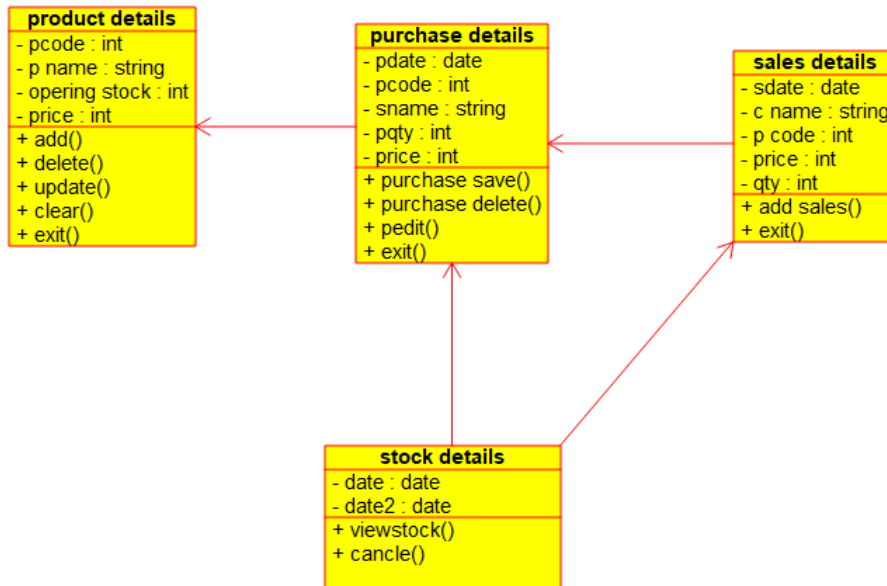 product details
- pcode : int
- p name : string
- opering stock : int
- price : int
+ add()
+ delete()
+ update()
+ clear()
+ exit()
purchase details
- pdate : date
- pcode : int
- sname : string
- pqty : int
- price : int
+ purchase save()
+ purchase delete()
+ pedit()
+ exit()
sales details
- sdate : date
- c name : string
- p code : int
- price : int
- qty : int
+ add sales()
+ exit()
stock details
- date : date
- date2 : date
+ viewstock()
+ cancle()